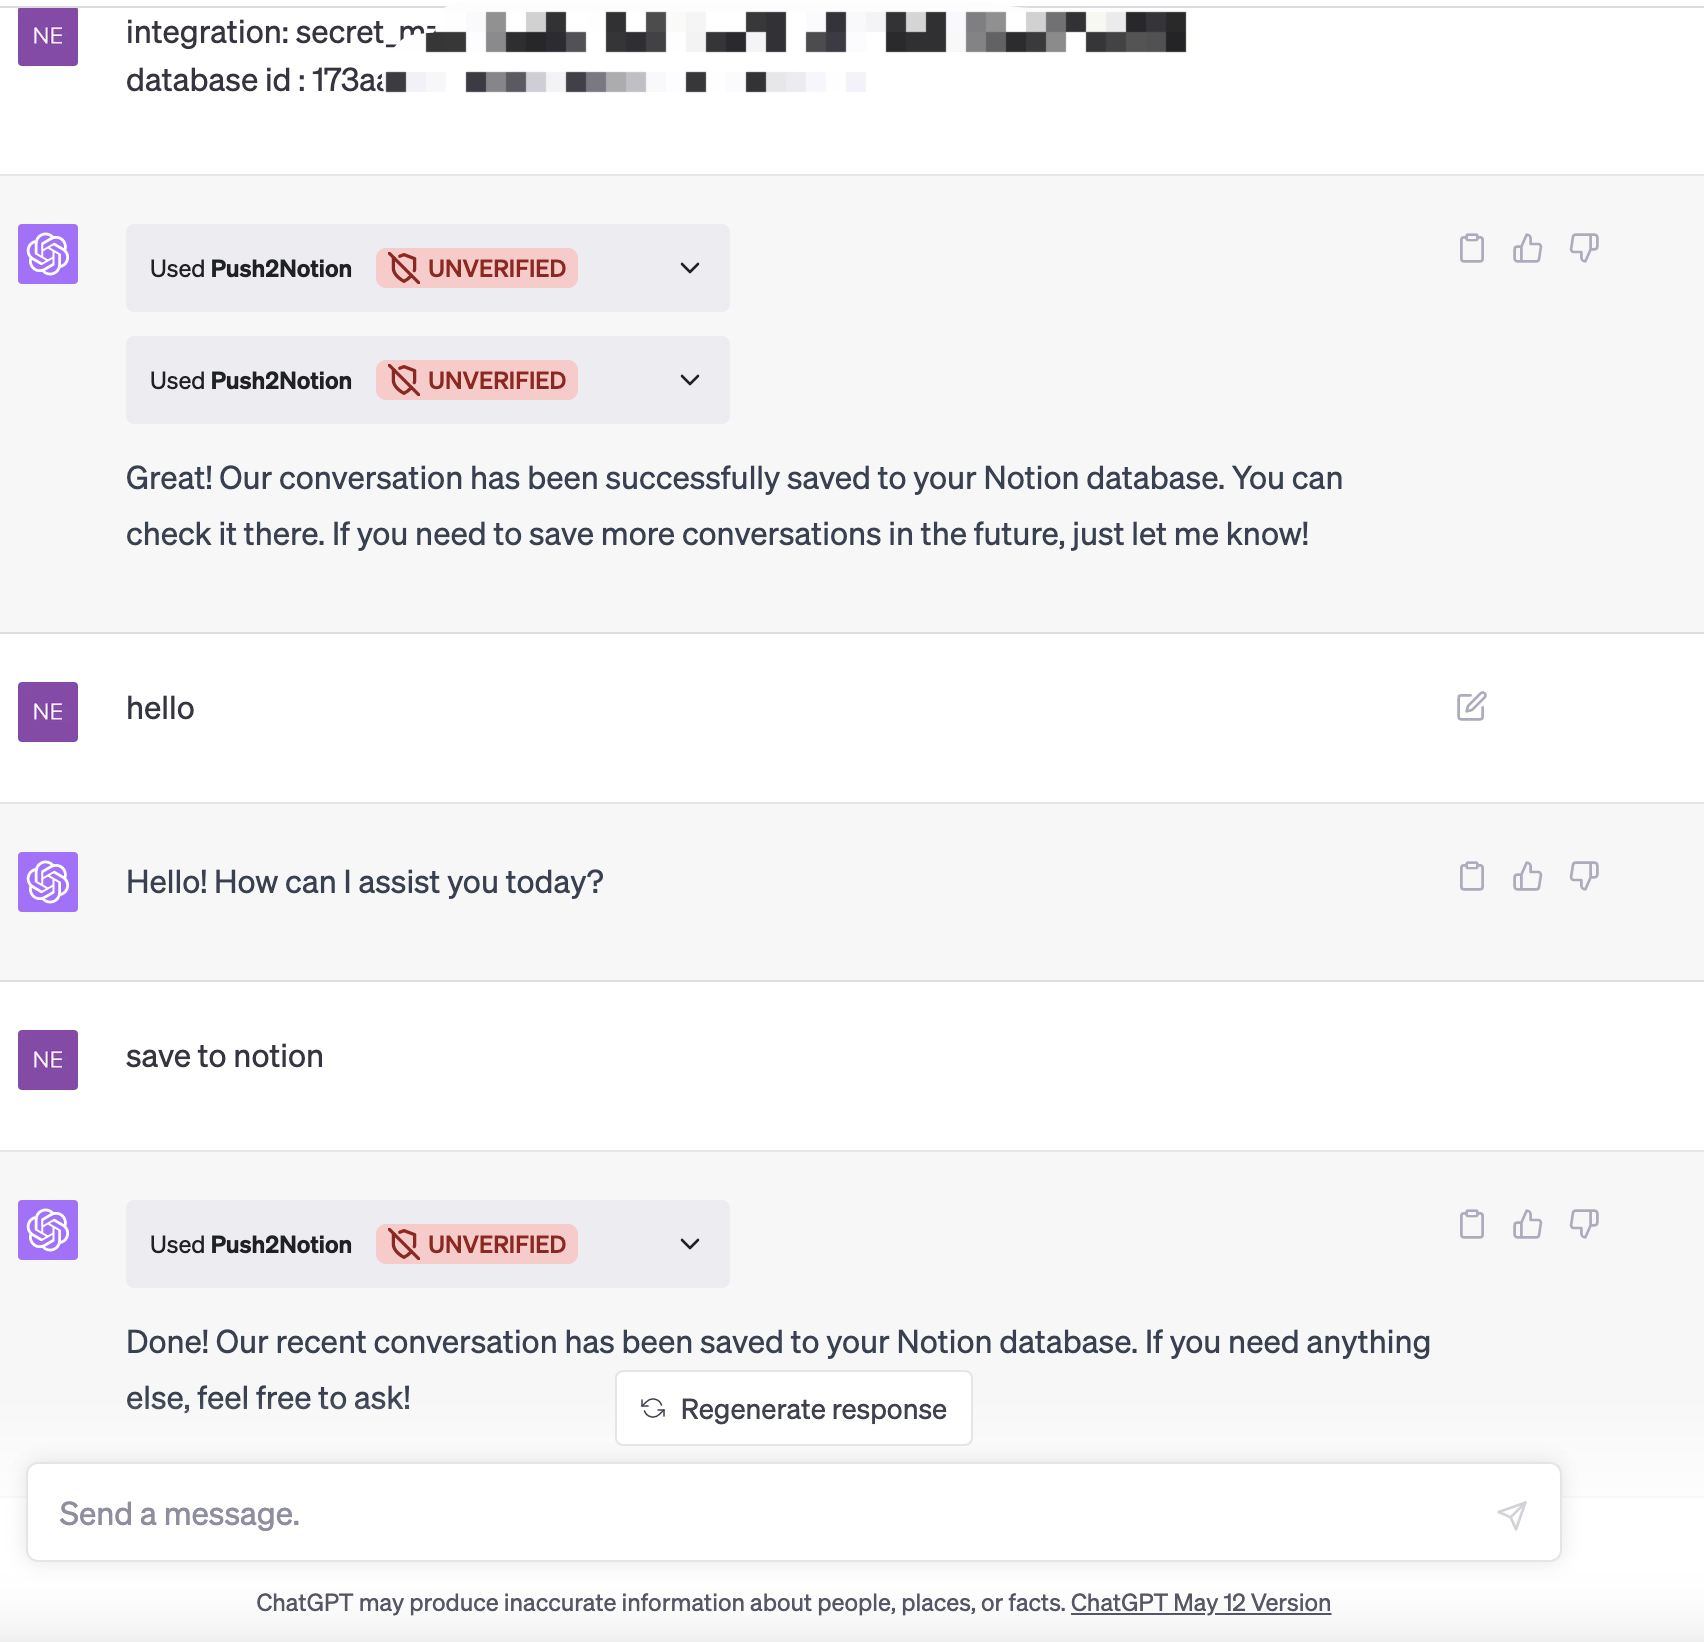 NE
integration: secret_m
database id : 173a
Used Push2Notion UNVERIFIED
Used Push2Notion UNVERIFIED
Great! Our conversation has been successfully saved to your Notion database. You can
check it there. If you need to save more conversations in the future, just let me know!
NE
hello
Hello! How can I assist you today?
NE
save to notion
Used Push2Notion UNVERIFIED
Done! Our recent conversation has been saved to your Notion database. If you need anything
else, feel free to ask!
Regenerate response
Send a message.
ChatGPT may produce inaccurate information about people, places, or facts. ChatGPT May 12 Version